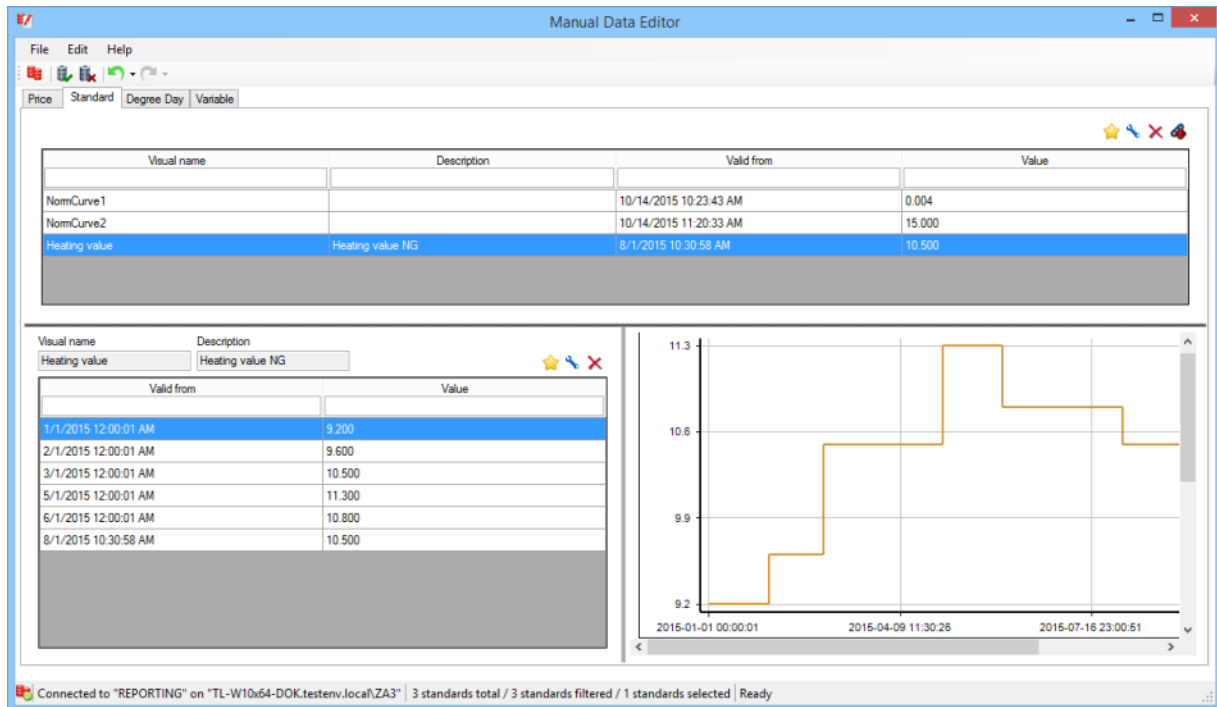 Manual Data Editor
File Edit Help
Price Standard Degree Day Variable
Visual name Description Valid from Value
NormCurve1 10/14/2015 10:23:43 AM 0.004
NormCurve2 10/14/2015 11:20:33 AM 15.000
Heating value Heating value NG 8/1/2015 10:30:58 AM 10.500
Visual name Description
Heating value Heating value NG
Valid from Value
1/1/2015 12:00:01 AM 9.200
2/1/2015 12:00:01 AM 9.600
3/1/2015 12:00:01 AM 10.500
5/1/2015 12:00:01 AM 11.300
6/1/2015 12:00:01 AM 10.800
8/1/2015 10:30:58 AM 10.500
11.3
10.6
9.9
9.2
2015-01-01 00:00:01 2015-04-09 11:30:26 2015-07-16 23:00:51
Connected to "REPORTING" on "TL-W10x64-DOK.testenv.local\ZA3" 3 standards total / 3 standards filtered / 1 standards selected Ready